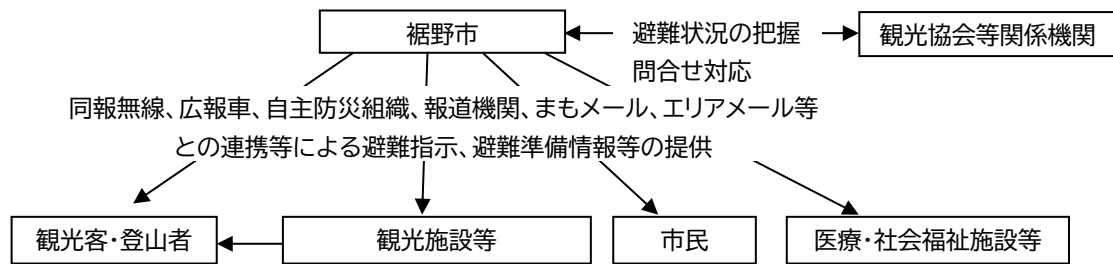 裾野市
避難状況の把握
問合せ対応
観光協会等関係機関
同報無線、広報車、自主防災組織、報道機関、まもメール、エリアメール等
との連携等による避難指示、避難準備情報等の提供
観光客・登山者
観光施設等
市民
医療・社会福祉施設等